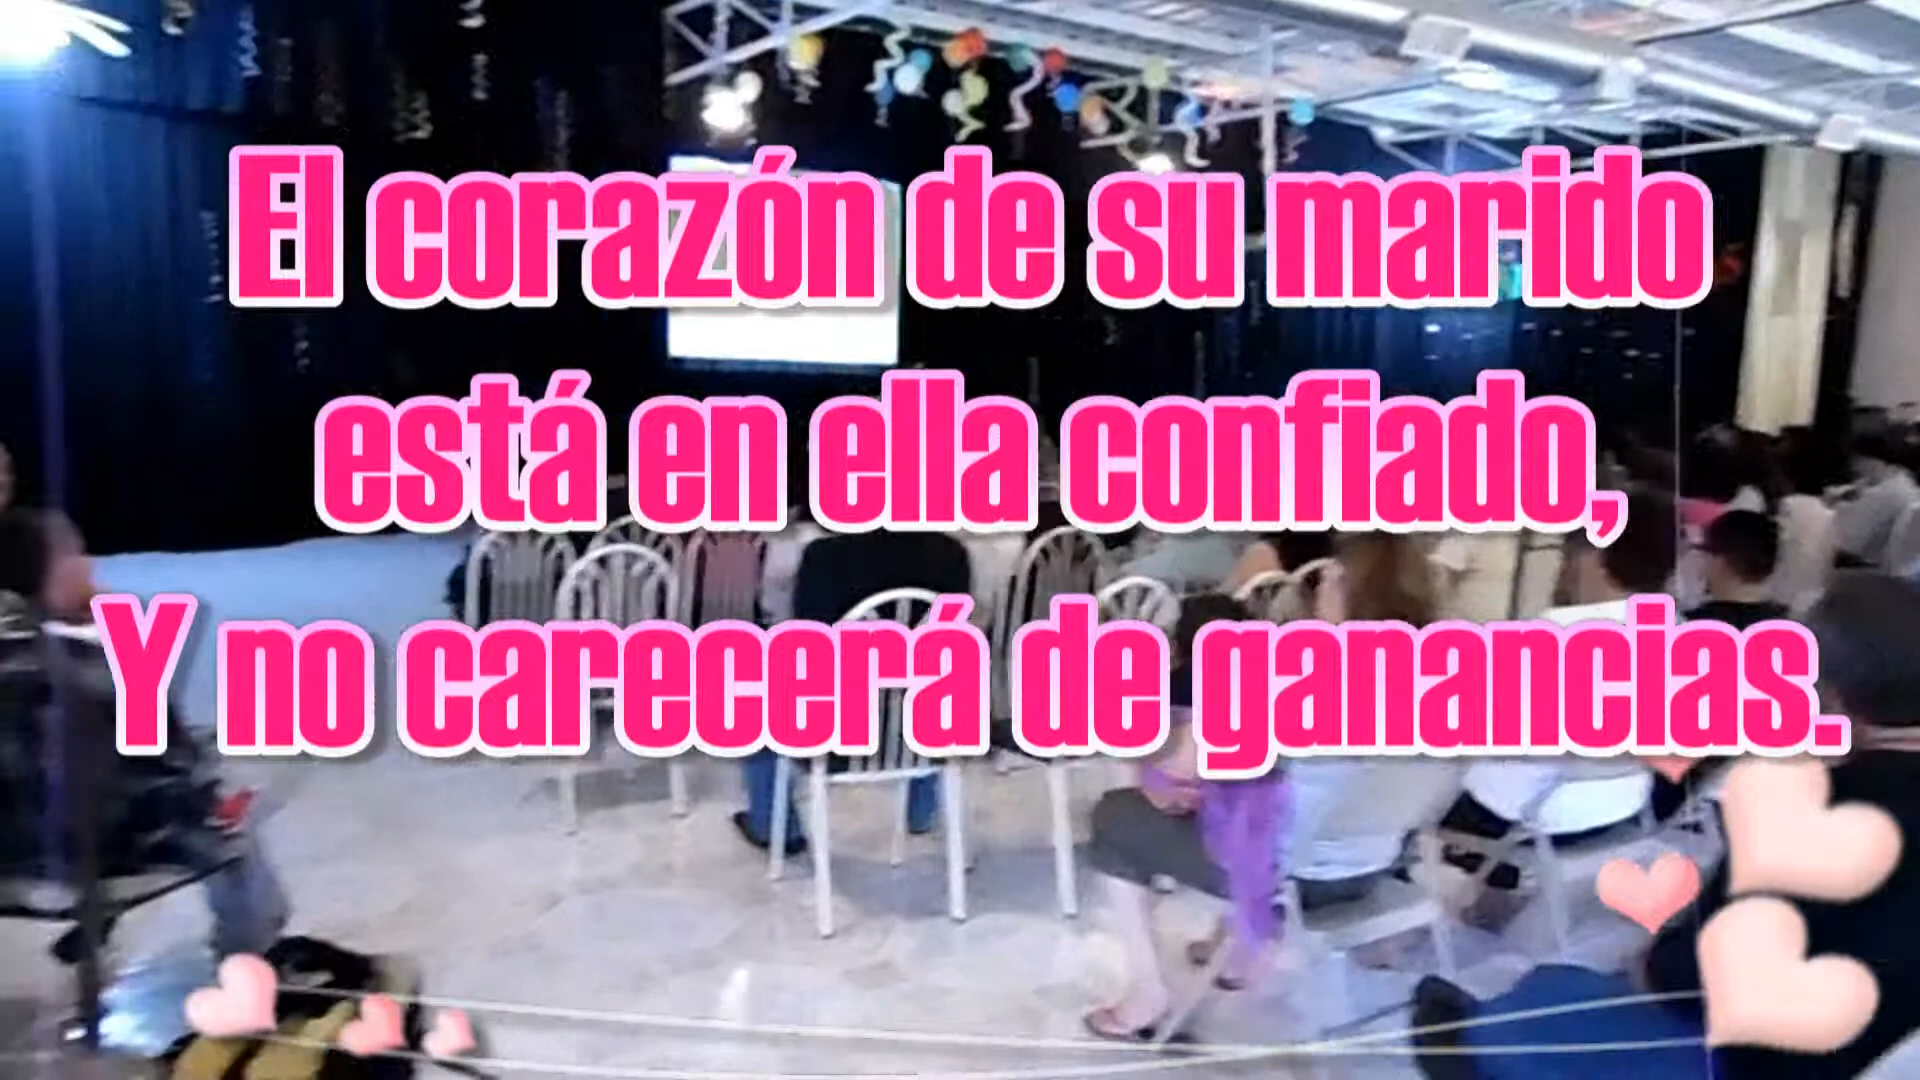 El corazón de su marido
está en ella confiado,
Y no carecerá de ganancias.